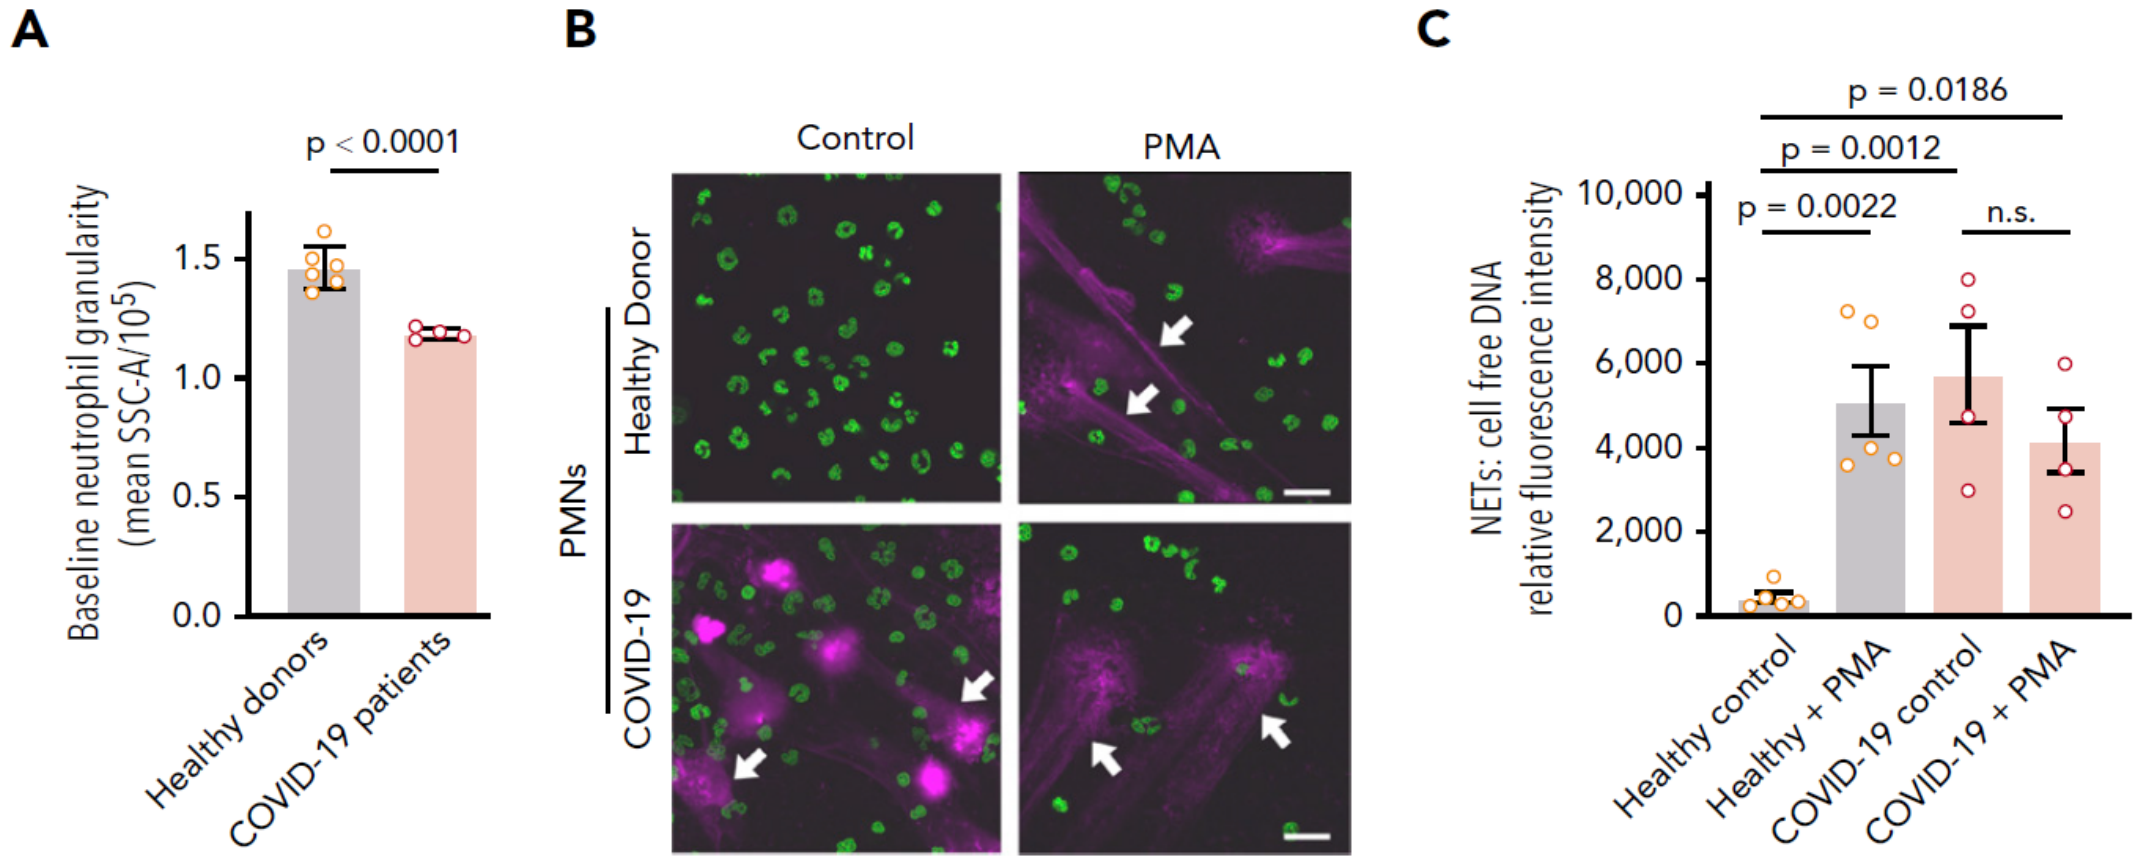 A
p < 0.0001
Baseline neutrophil granularity
(mean SSC-A/10⁵)
1.5
1.0
0.5
0.0
Healthy donors
COVID-19 patients
B
Control
PMA
PMNs
Healthy Donor
COVID-19
C
p = 0.0186
p = 0.0012
p = 0.0022
n.s.
NETs: cell free DNA
relative fluorescence intensity
10,000
8,000
6,000
4,000
2,000
0
Healthy control
Healthy + PMA
COVID-19 control
COVID-19 + PMA